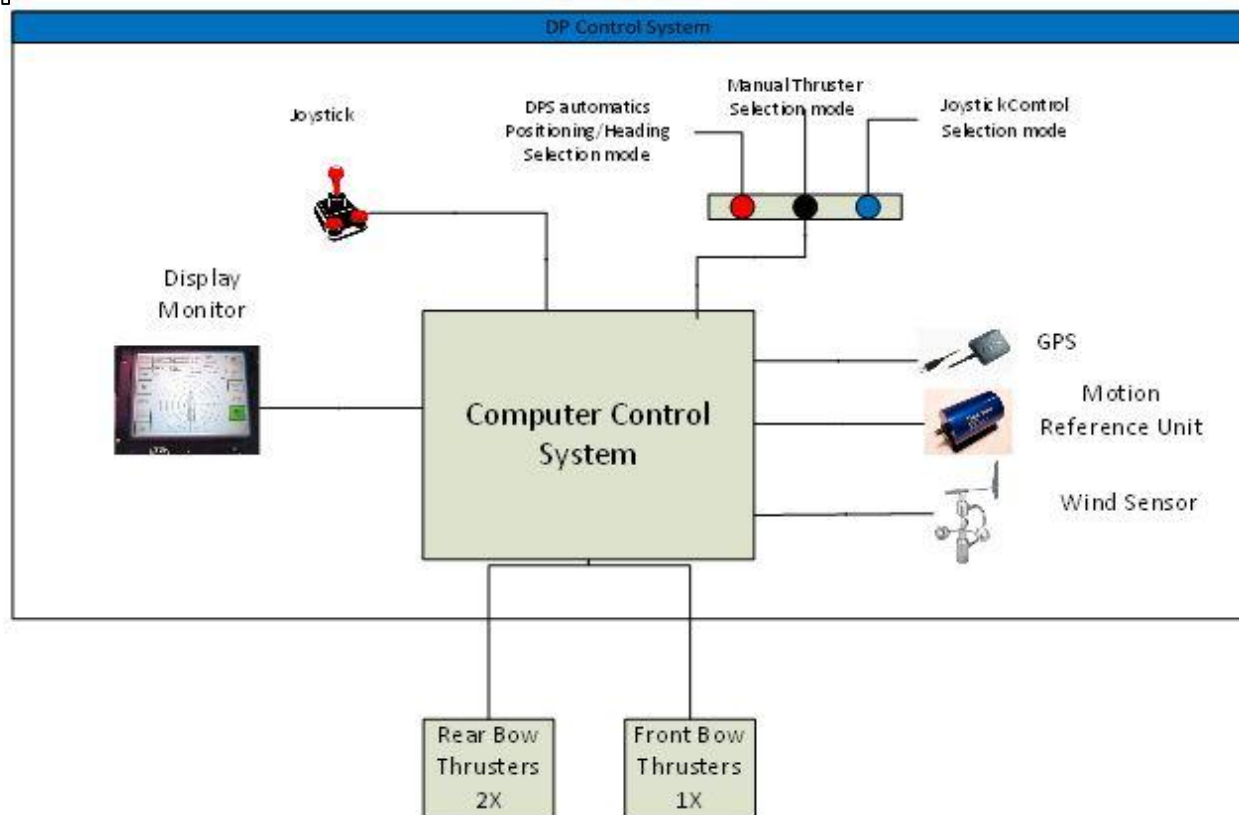 DP Control System
Joystick
DPS automatics
Positioning/Heading
Selection mode
Manual Thruster
Selection mode
Joystick Control
Selection mode
Display
Monitor
Computer Control
System
GPS
Motion
Reference Unit
Wind Sensor
Rear Bow
Thrusters
2X
Front Bow
Thrusters
1X